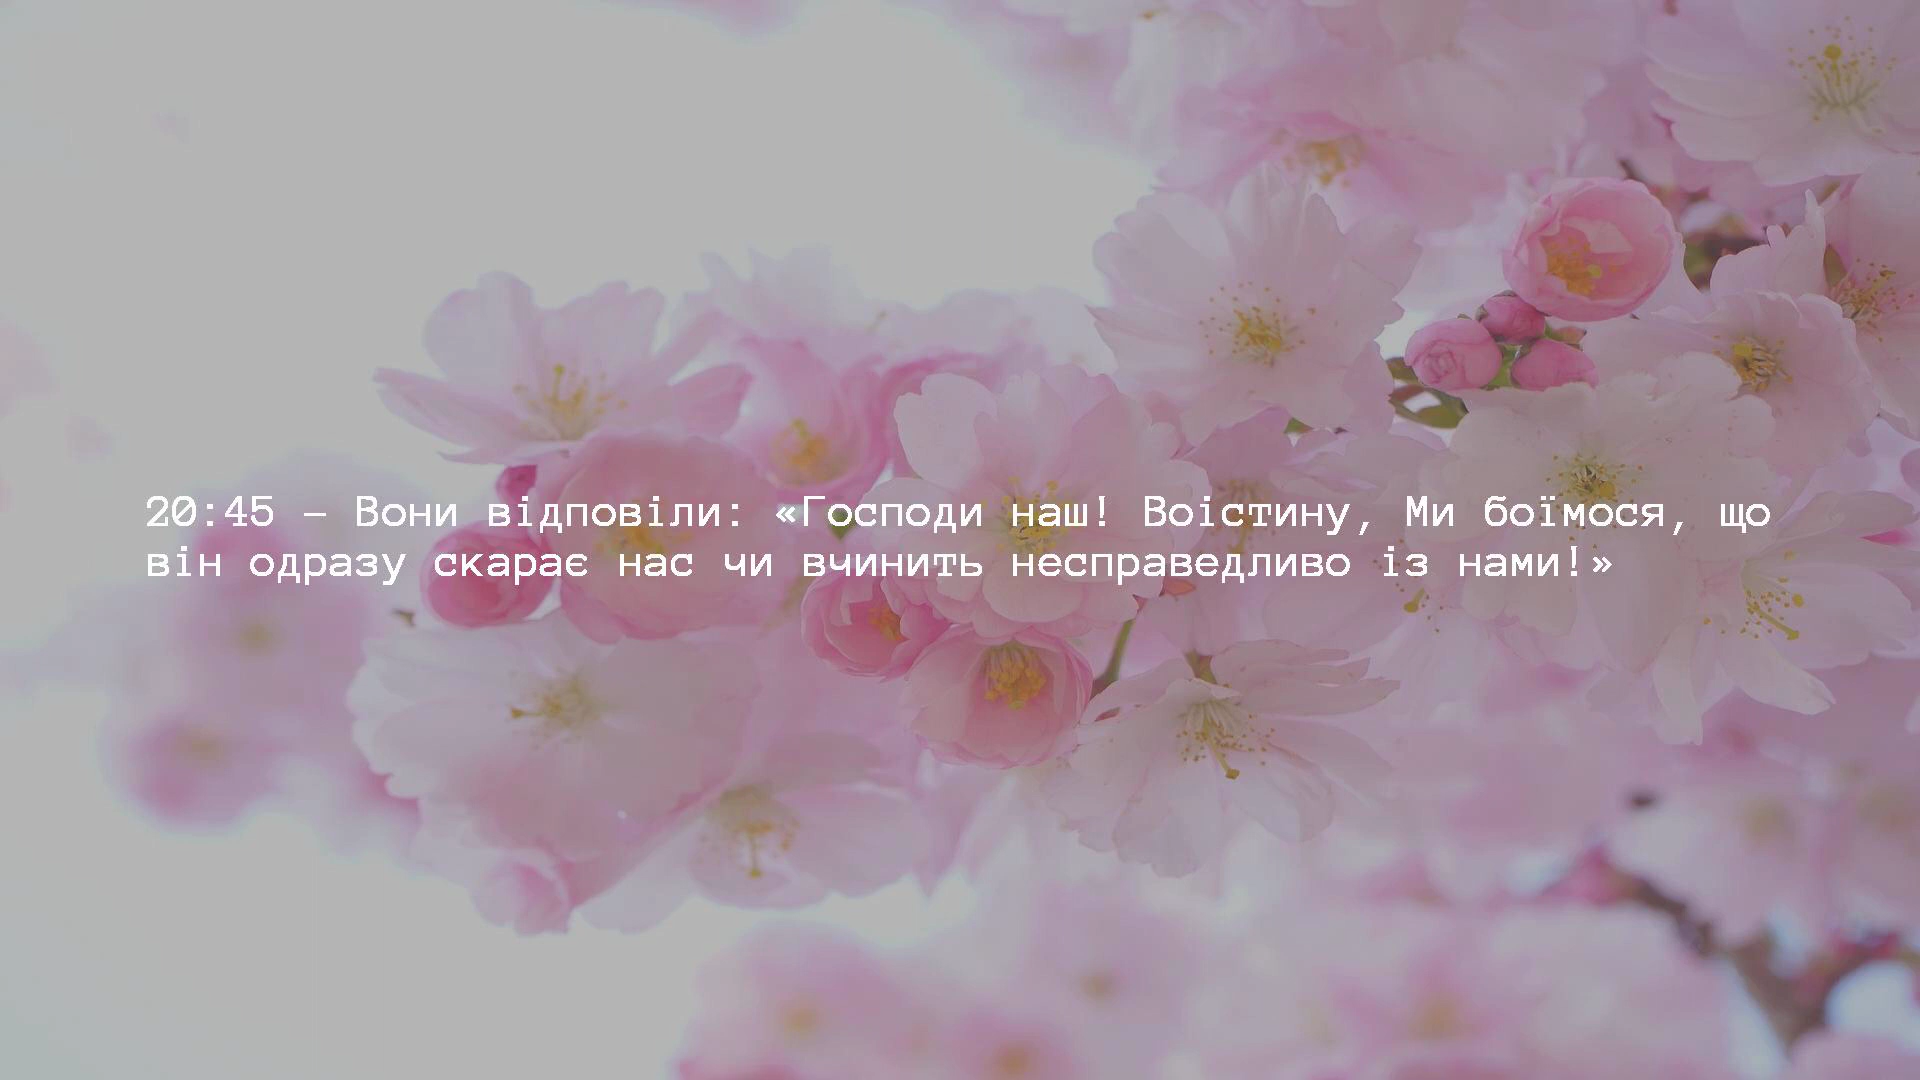 20:45 – Вони відповіли: «Господи наш! Воістину, Ми боїмося, що
він одразу скарає нас чи вчинить несправедливо із нами!»